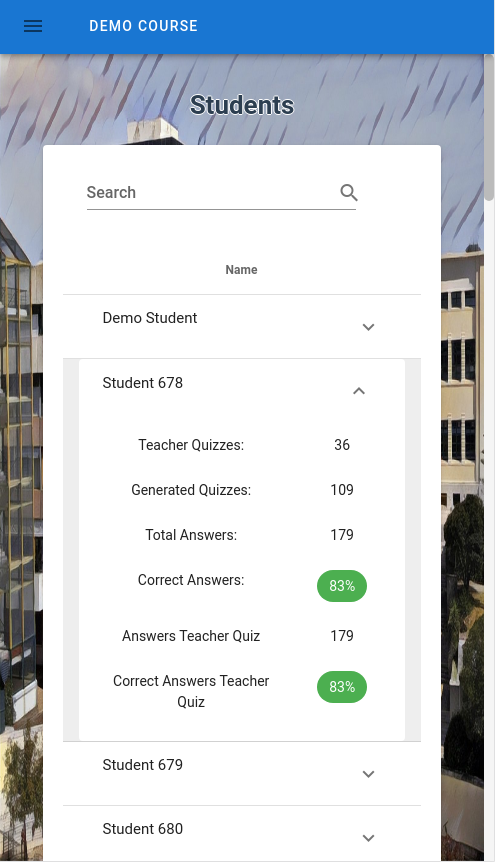 DEMO COURSE
Students
Search
Name
Demo Student
Student 678
Teacher Quizzes: 36
Generated Quizzes: 109
Total Answers: 179
Correct Answers: 83%
Answers Teacher Quiz 179
Correct Answers Teacher 83%
Quiz
Student 679
Student 680